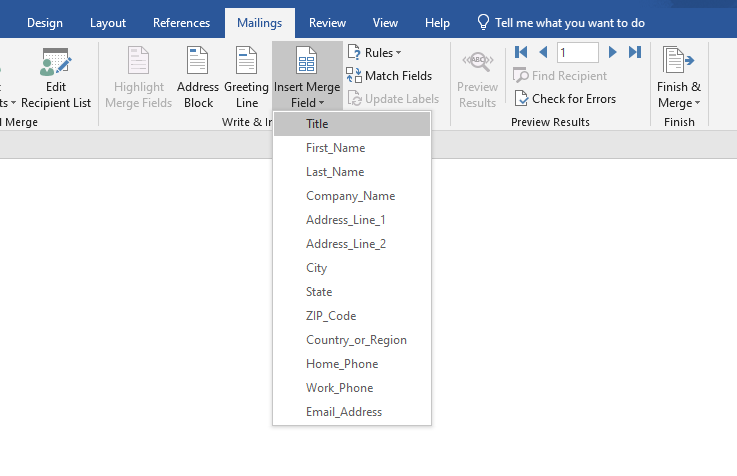 Design Layout References Mailings Review View Help Tell me what you want to do
Edit
Recipient List
Highlight
Merge Fields
Address
Block
Greeting
Line
Insert Merge
Field
Rules
Match Fields
Update Labels
ABC
Preview
Results
1
Find Recipient
Check for Errors
Finish &
Merge
Merge
Write & In
Preview Results
Finish
Title
First_Name
Last_Name
Company_Name
Address_Line_1
Address_Line_2
City
State
ZIP_Code
Country_or_Region
Home_Phone
Work_Phone
Email_Address